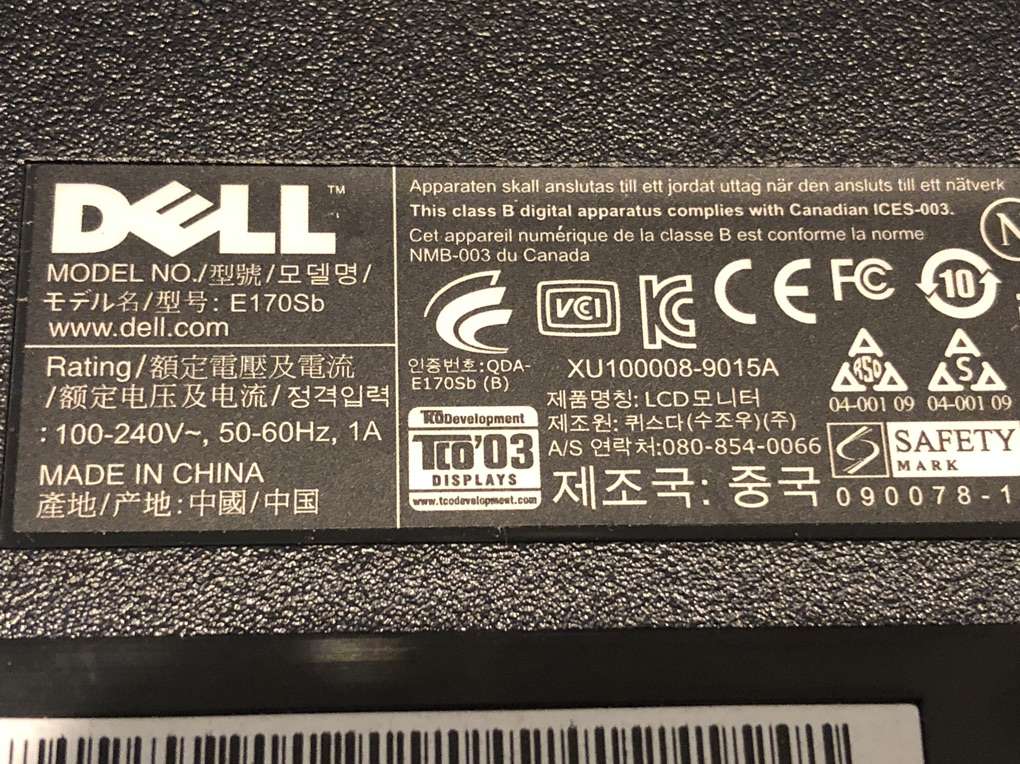 DELL™
MODEL NO./型號/모델명/
モデル名/型号: E170Sb
www.dell.com
Rating/額定電壓及電流
/额定电压及电流/정격입력
: 100-240V~, 50-60Hz, 1A
MADE IN CHINA
產地/产地:中國/中国
Apparaten skall anslutas till ett jordat uttag när den ansluts till ett nätverk
This class B digital apparatus complies with Canadian ICES-003.
Cet appareil numérique de la classe B est conforme la norme
NMB-003 du Canada
N
VCI
CE
FC
10
인증번호:QDA-
E170Sb (B)
XU100008-9015A
제품명칭: LCD모니터
제조원: 퀴스다(수조우)(주)
A/S 연락처:080-854-0066
제조국: 중국
TCODevelopment
TCO'03
DISPLAYS
www.tcodevelopment.com
RSb
04-001 09
S
04-001 09
SAFETY
MARK
090078-1